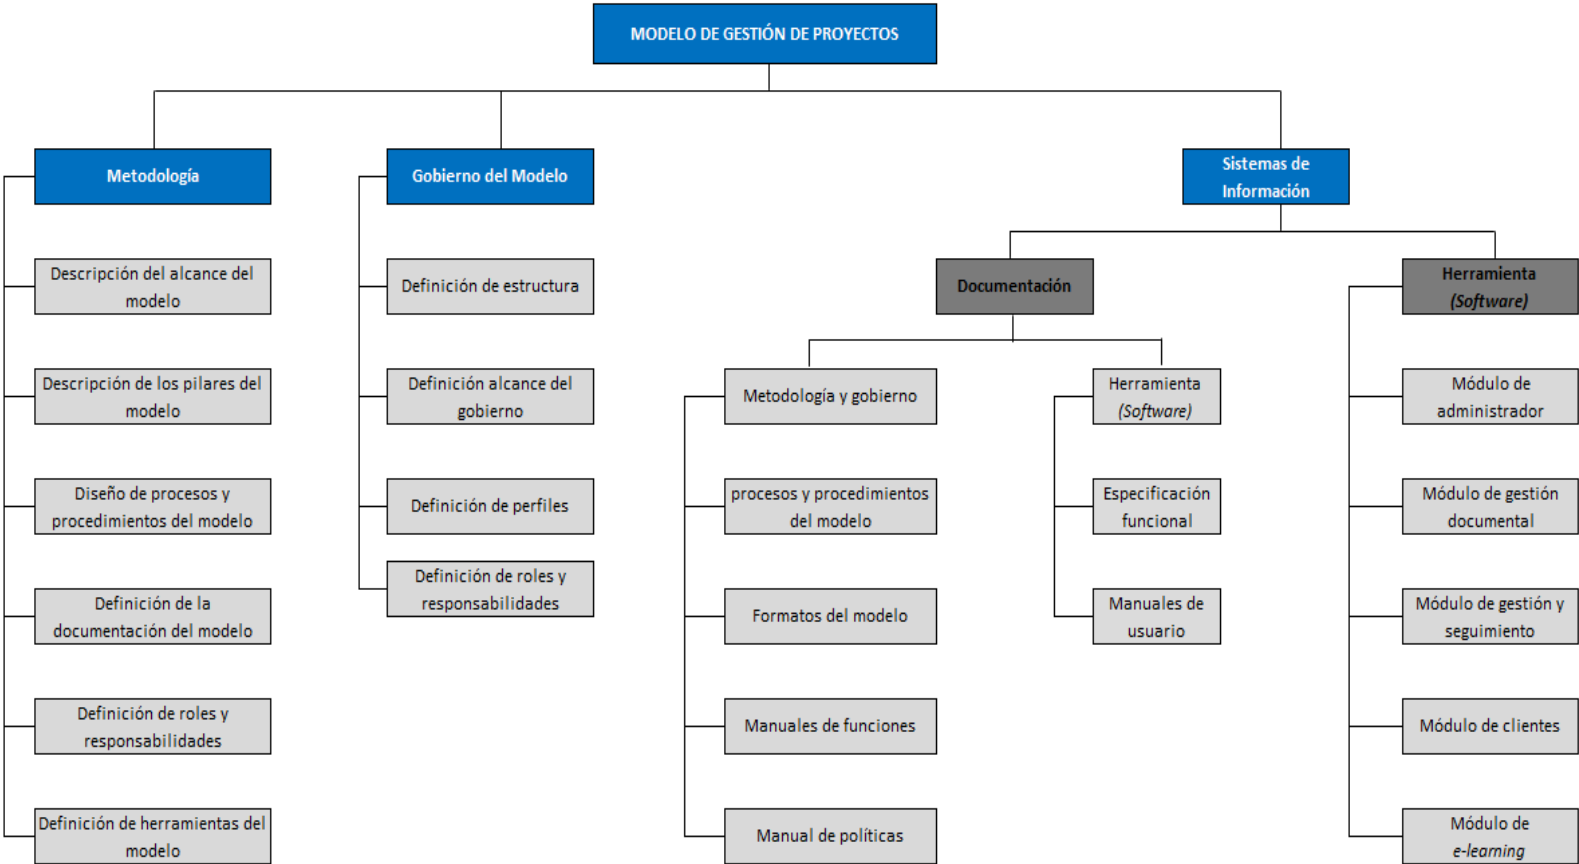 MODELO DE GESTIÓN DE PROYECTOS
Metodología
Descripción del alcance del
modelo
Descripción de los pilares del
modelo
Diseño de procesos y
procedimientos del modelo
Definición de la
documentación del modelo
Definición de roles y
responsabilidades
Definición de herramientas del
modelo
Gobierno del Modelo
Definición de estructura
Definición alcance del
gobierno
Definición de perfiles
Definición de roles y
responsabilidades
Sistemas de
Información
Documentación
Metodología y gobierno
procesos y procedimientos
del modelo
Formatos del modelo
Manuales de funciones
Manual de políticas
Herramienta
(Software)
Especificación
funcional
Manuales de
usuario
Herramienta
(Software)
Módulo de
administrador
Módulo de gestión
documental
Módulo de gestión y
seguimiento
Módulo de clientes
Módulo de
e-learning